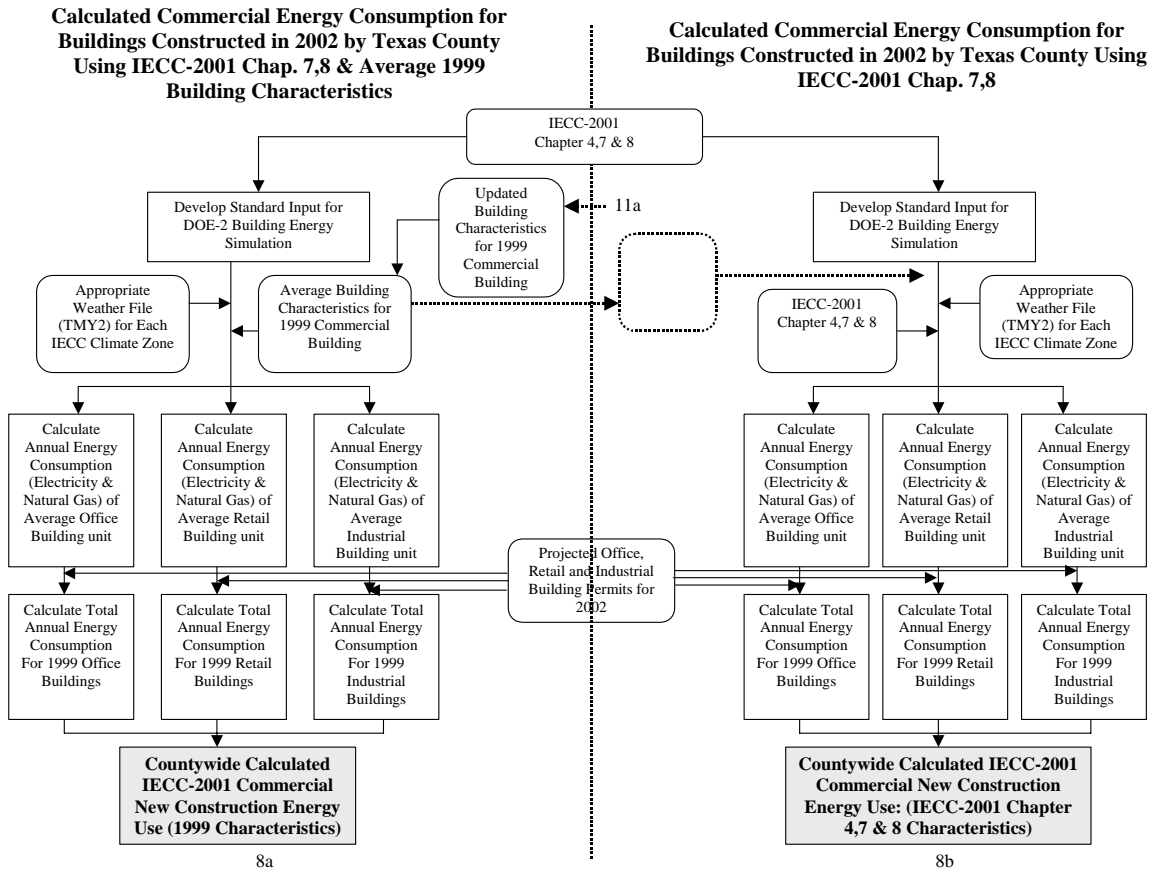 Calculated Commercial Energy Consumption for
Buildings Constructed in 2002 by Texas County
Using IECC-2001 Chap. 7,8 & Average 1999
Building Characteristics
Calculated Commercial Energy Consumption for
Buildings Constructed in 2002 by Texas County Using
IECC-2001 Chap. 7,8
IECC-2001
Chapter 4,7 & 8
Develop Standard Input for
DOE-2 Building Energy
Simulation
Updated
Building
Characteristics
for 1999
Commercial
Building
11a
Develop Standard Input for
DOE-2 Building Energy
Simulation
Appropriate
Weather File
(TMY2) for Each
IECC Climate Zone
Average Building
Characteristics for
1999 Commercial
Building
IECC-2001
Chapter 4,7 & 8
Appropriate
Weather File
(TMY2) for Each
IECC Climate Zone
Calculate
Annual Energy
Consumption
(Electricity &
Natural Gas) of
Average Office
Building unit
Calculate
Annual Energy
Consumption
(Electricity &
Natural Gas) of
Average Retail
Building unit
Calculate
Annual Energy
Consumption
(Electricity &
Natural Gas) of
Average
Industrial
Building unit
Calculate
Annual Energy
Consumption
(Electricity &
Natural Gas) of
Average Office
Building unit
Calculate
Annual Energy
Consumption
(Electricity &
Natural Gas) of
Average Retail
Building unit
Calculate
Annual Energy
Consumption
(Electricity &
Natural Gas) of
Average
Industrial
Building unit
Projected Office,
Retail and Industrial
Building Permits for
2002
Calculate Total
Annual Energy
Consumption
For 1999 Office
Buildings
Calculate Total
Annual Energy
Consumption
For 1999 Retail
Buildings
Calculate Total
Annual Energy
Consumption
For 1999
Industrial
Buildings
Calculate Total
Annual Energy
Consumption
For 1999 Office
Buildings
Calculate Total
Annual Energy
Consumption
For 1999 Retail
Buildings
Calculate Total
Annual Energy
Consumption
For 1999
Industrial
Buildings
Countywide Calculated
IECC-2001 Commercial
New Construction Energy
Use (1999 Characteristics)
Countywide Calculated IECC-2001
Commercial New Construction
Energy Use: (IECC-2001 Chapter
4,7 & 8 Characteristics)
8a
8b